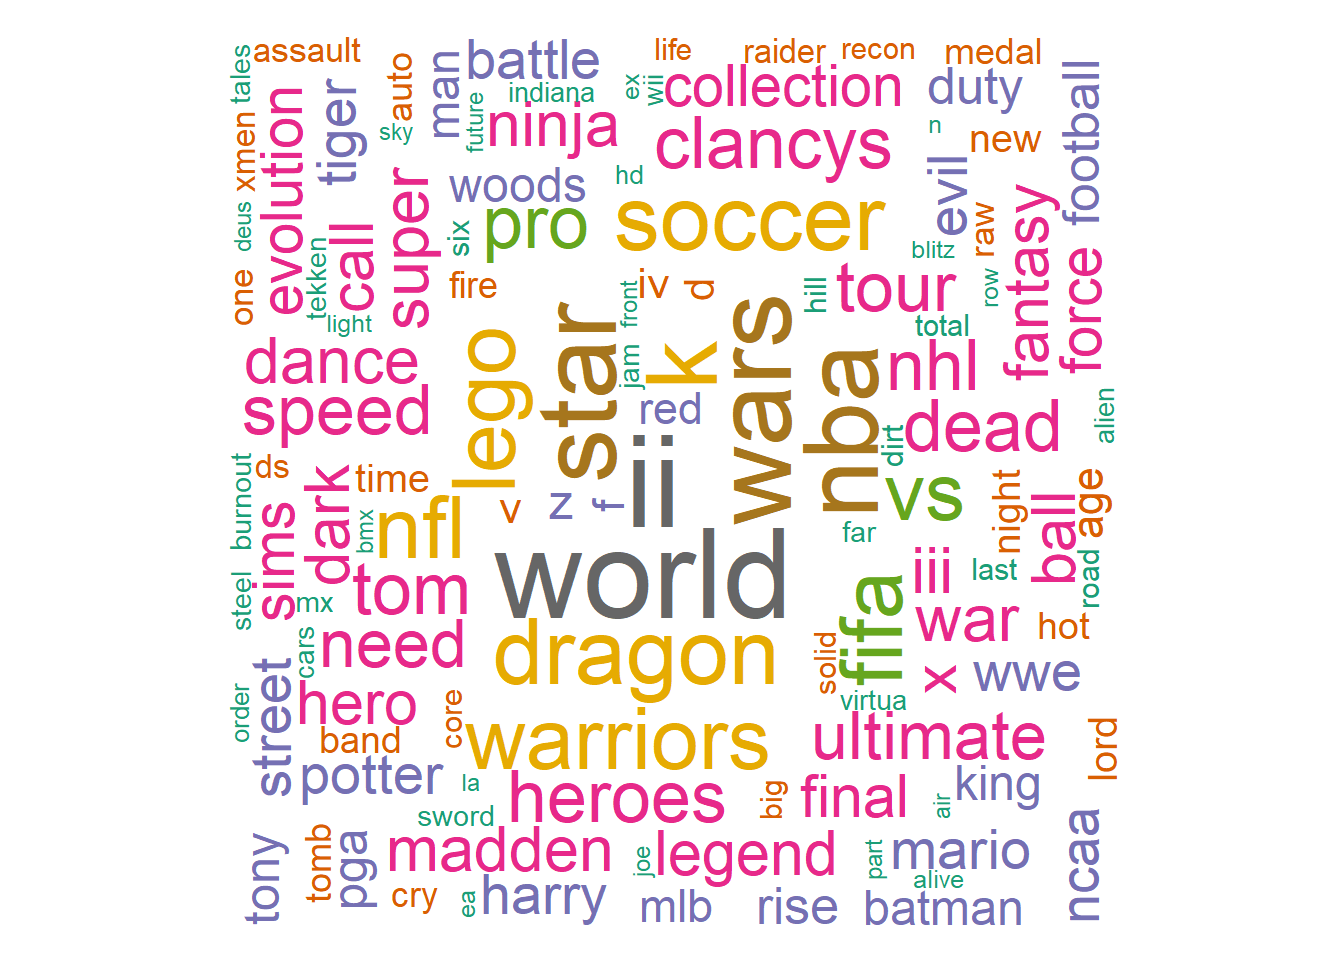 tales
assault
auto
man
battle
life
raider
recon
medal
football
xmen
evolution
tiger
sky
future
indiana
ninja
ex
wii
collection
duty
clancys
n
new
woods
hd
evil
deus
call
super
six
pro
soccer
raw
fantasy
force
blitz
one
tekken
light
fire
front
iv
d
hill
tour
row
total
dance
lego
star
jam
k
wars
nba
nhl
speed
red
dirt
dead
alien
burnout
ds
dark
time
v
z
f
ii
vs
night
ball
age
sims
bmx
nfl
far
steel
mx
tom
world
fifa
iii
last
road
cars
need
dragon
solid
war
hot
order
street
hero
core
virtua
x
wwe
band
warriors
ultimate
lord
potter
la
heroes
big
final
air
king
sword
tony
tomb
pga
madden
joe
legend
part
mario
ncaa
alive
cry
ea
harry
mlb
rise
batman